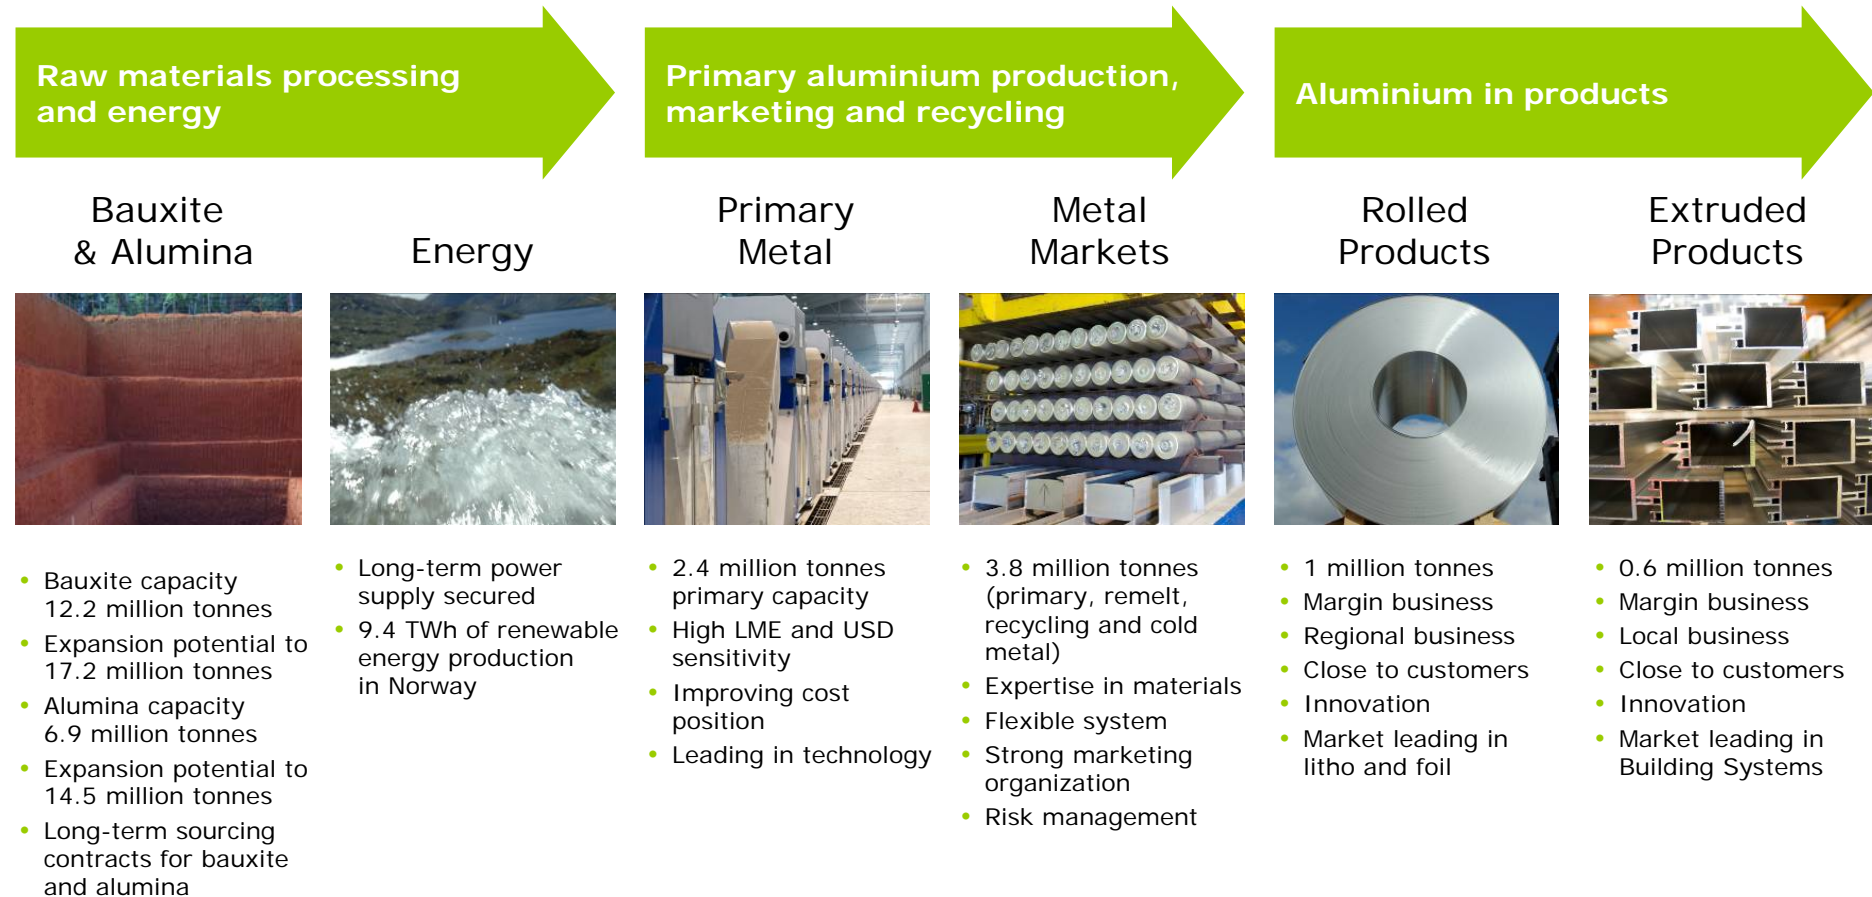 Raw materials processing
and energy
Primary aluminium production,
marketing and recycling
Aluminium in products
Bauxite
& Alumina
Energy
Primary
Metal
Metal
Markets
Rolled
Products
Extruded
Products
• Bauxite capacity
12.2 million tonnes
• Expansion potential to
17.2 million tonnes
• Alumina capacity
6.9 million tonnes
• Expansion potential to
14.5 million tonnes
• Long-term sourcing
contracts for bauxite
and alumina
• Long-term power
supply secured
• 9.4 TWh of renewable
energy production
in Norway
• 2.4 million tonnes
primary capacity
• High LME and USD
sensitivity
• Improving cost
position
• Leading in technology
• 3.8 million tonnes
(primary, remelt,
recycling and cold
metal)
• Expertise in materials
• Flexible system
• Strong marketing
organization
• Risk management
• 1 million tonnes
• Margin business
• Regional business
• Close to customers
• Innovation
• Market leading in
litho and foil
• 0.6 million tonnes
• Margin business
• Local business
• Close to customers
• Innovation
• Market leading in
Building Systems